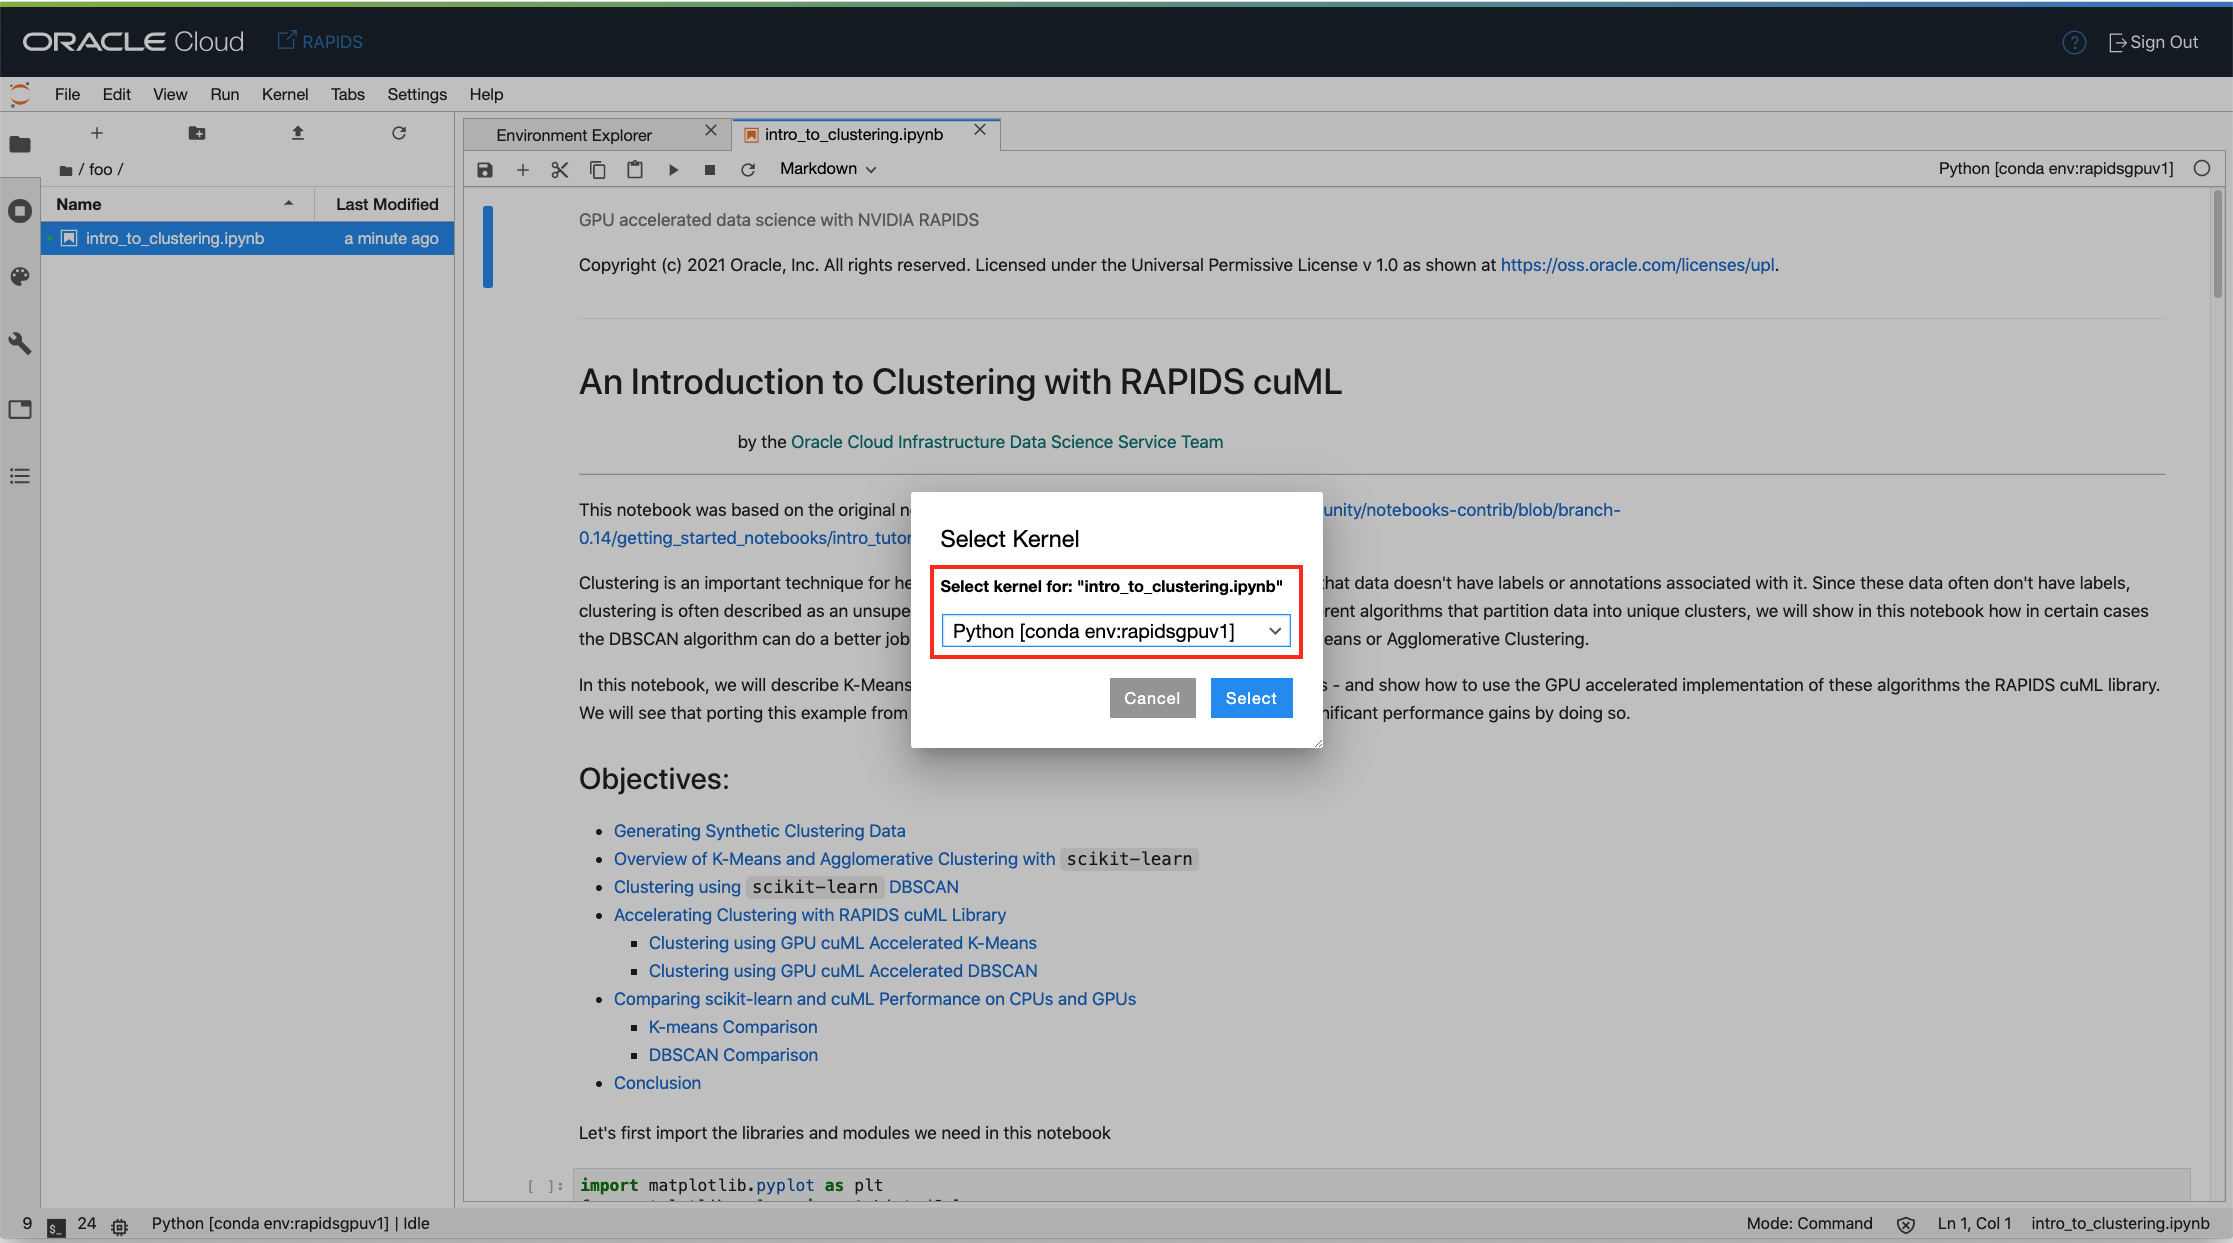 ORACLE Cloud RAPIDS ? Sign Out
File Edit View Run Kernel Tabs Settings Help
Environment Explorer intro_to_clustering.ipynb
/ foo / Markdown Python [conda env:rapidsgpuv1]
Name Last Modified
intro_to_clustering.ipynb a minute ago
GPU accelerated data science with NVIDIA RAPIDS
Copyright (c) 2021 Oracle, Inc. All rights reserved. Licensed under the Universal Permissive License v 1.0 as shown at https://oss.oracle.com/licenses/upl.
An Introduction to Clustering with RAPIDS cuML
by the Oracle Cloud Infrastructure Data Science Service Team
This notebook was based on the original unity/notebooks-contrib/blob/branch-
0.14/getting_started_notebooks/intro_tutor
Clustering is an important technique for that data doesn't have labels or annotations associated with it. Since these data often don't have labels,
clustering is often described as an algorithms that partition data into unique clusters, we will show in this notebook how in certain cases
the DBSCAN algorithm can do a better job or Agglomerative Clustering.
In this notebook, we will describe K-Means - and show how to use the GPU accelerated implementation of these algorithms the RAPIDS cuML library.
We will see that porting this example from performance gains by doing so.
Select Kernel
Select kernel for: "intro_to_clustering.ipynb"
Python [conda env:rapidsgpuv1]
Cancel Select
Objectives:
• Generating Synthetic Clustering Data
• Overview of K-Means and Agglomerative Clustering with scikit-learn
• Clustering using scikit-learn DBSCAN
• Accelerating Clustering with RAPIDS cuML Library
▪ Clustering using GPU cuML Accelerated K-Means
▪ Clustering using GPU cuML Accelerated DBSCAN
• Comparing scikit-learn and cuML Performance on CPUs and GPUs
▪ K-means Comparison
▪ DBSCAN Comparison
• Conclusion
Let's first import the libraries and modules we need in this notebook
[ ]: import matplotlib.pyplot as plt
9 $_ 24 Python [conda env:rapidsgpuv1] | Idle Mode: Command Ln 1, Col 1 intro_to_clustering.ipynb